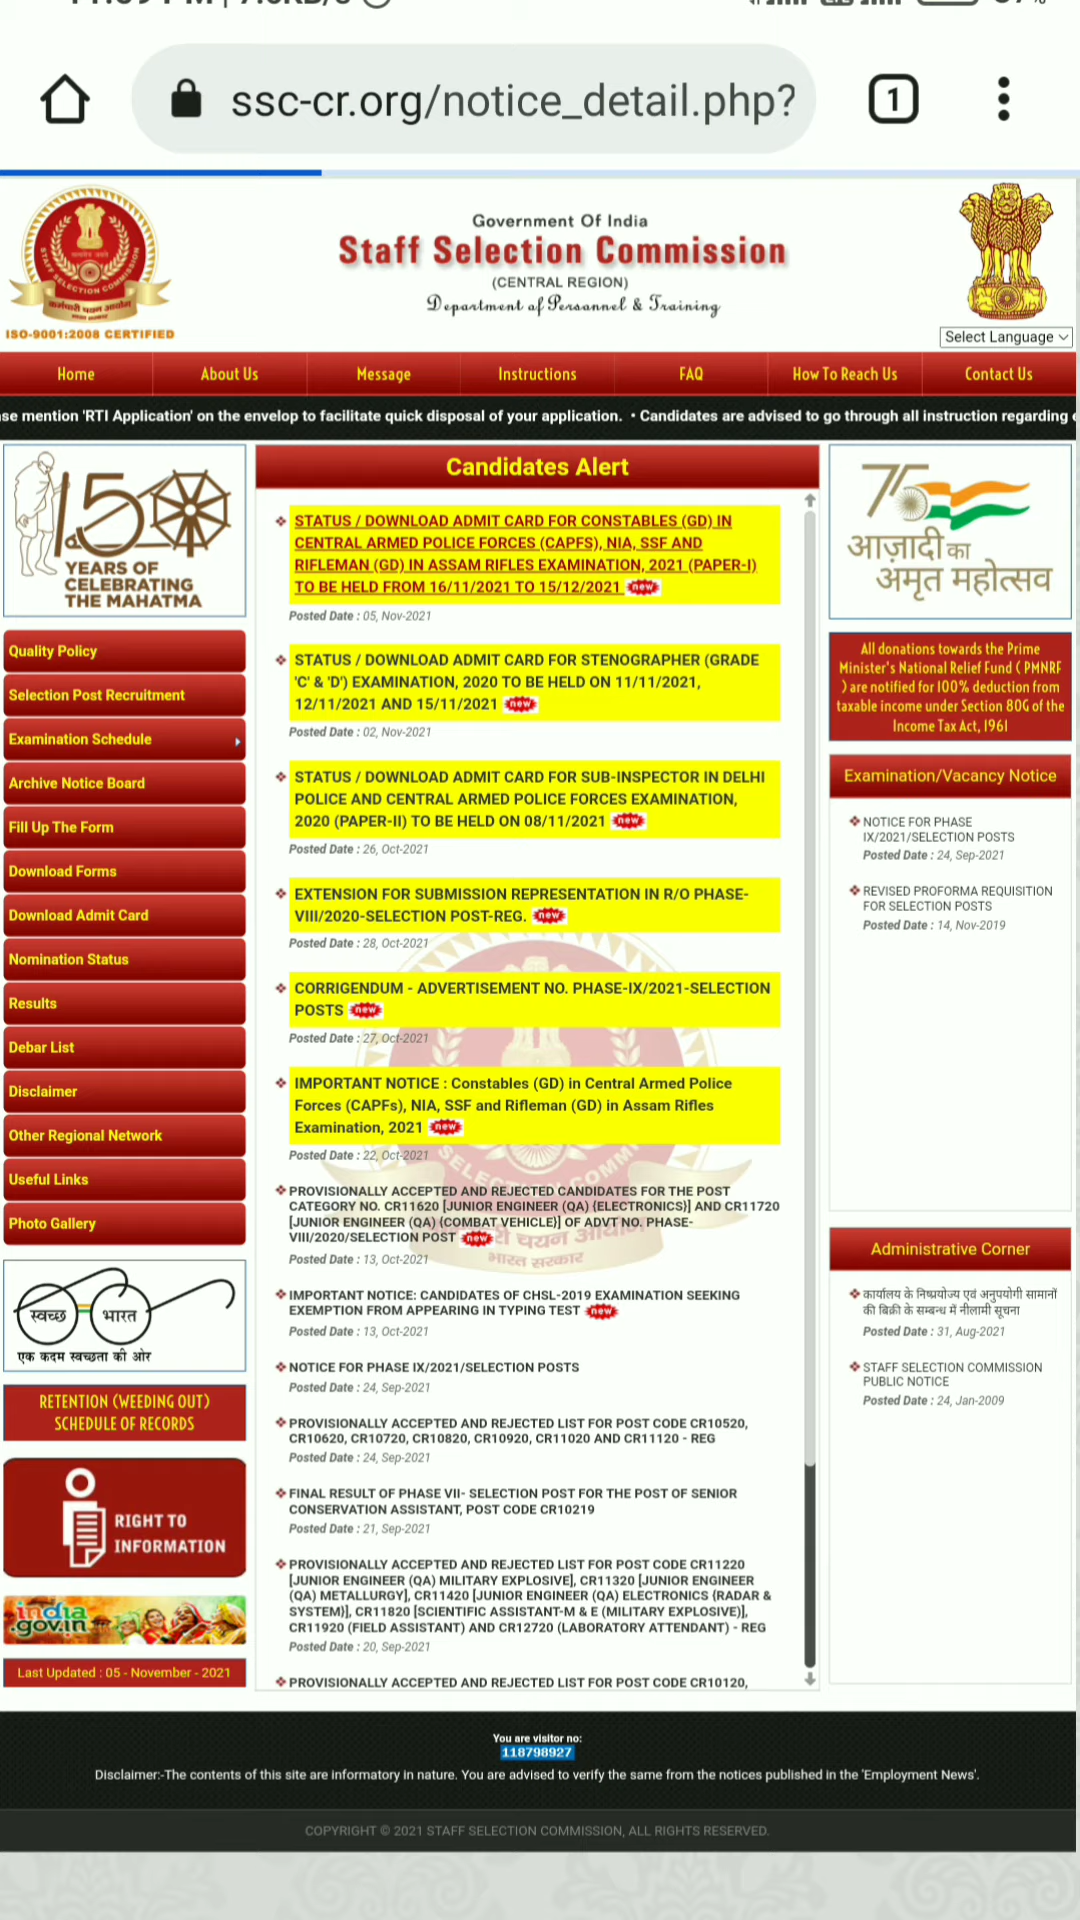 ssc-cr.org/notice_detail.php?
1
Government Of India
Staff Selection Commission
(CENTRAL REGION)
Department of Personnel & Training
STAFF SELECTION COMMISSION
कर्मचारी चयन आयोग
ISO-9001:2008 CERTIFIED
Select Language
Home
About Us
Message
Instructions
FAQ
How To Reach Us
Contact Us
se mention 'RTI Application' on the envelop to facilitate quick disposal of your application. • Candidates are advised to go through all instruction regarding
150
YEARS OF
CELEBRATING
THE MAHATMA
Quality Policy
Selection Post Recruitment
Examination Schedule
Archive Notice Board
Fill Up The Form
Download Forms
Download Admit Card
Nomination Status
Results
Debar List
Disclaimer
Other Regional Network
Useful Links
Photo Gallery
स्वच्छ भारत
एक कदम स्वच्छता की ओर
RETENTION (WEEDING OUT)
SCHEDULE OF RECORDS
RIGHT TO
INFORMATION
india
.gov.in
Last Updated : 05 - November - 2021
Candidates Alert
STATUS / DOWNLOAD ADMIT CARD FOR CONSTABLES (GD) IN
CENTRAL ARMED POLICE FORCES (CAPFS), NIA, SSF AND
RIFLEMAN (GD) IN ASSAM RIFLES EXAMINATION, 2021 (PAPER-I)
TO BE HELD FROM 16/11/2021 TO 15/12/2021 new
Posted Date : 05, Nov-2021
STATUS / DOWNLOAD ADMIT CARD FOR STENOGRAPHER (GRADE
'C' & 'D') EXAMINATION, 2020 TO BE HELD ON 11/11/2021,
12/11/2021 AND 15/11/2021 new
Posted Date : 02, Nov-2021
STATUS / DOWNLOAD ADMIT CARD FOR SUB-INSPECTOR IN DELHI
POLICE AND CENTRAL ARMED POLICE FORCES EXAMINATION,
2020 (PAPER-II) TO BE HELD ON 08/11/2021 new
Posted Date : 26, Oct-2021
EXTENSION FOR SUBMISSION REPRESENTATION IN R/O PHASE-
VIII/2020-SELECTION POST-REG. new
Posted Date : 28, Oct-2021
CORRIGENDUM - ADVERTISEMENT NO. PHASE-IX/2021-SELECTION
POSTS new
Posted Date : 27, Oct-2021
IMPORTANT NOTICE : Constables (GD) in Central Armed Police
Forces (CAPFs), NIA, SSF and Rifleman (GD) in Assam Rifles
Examination, 2021 new
Posted Date : 22, Oct-2021
PROVISIONALLY ACCEPTED AND REJECTED CANDIDATES FOR THE POST
CATEGORY NO. CR11620 [JUNIOR ENGINEER (QA) {ELECTRONICS}] AND CR11720
[JUNIOR ENGINEER (QA) {COMBAT VEHICLE}] OF ADVT NO. PHASE-
VIII/2020/SELECTION POST new
Posted Date : 13, Oct-2021
IMPORTANT NOTICE: CANDIDATES OF CHSL-2019 EXAMINATION SEEKING
EXEMPTION FROM APPEARING IN TYPING TEST new
Posted Date : 13, Oct-2021
NOTICE FOR PHASE IX/2021/SELECTION POSTS
Posted Date : 24, Sep-2021
PROVISIONALLY ACCEPTED AND REJECTED LIST FOR POST CODE CR10520,
CR10620, CR10720, CR10820, CR10920, CR11020 AND CR11120 - REG
Posted Date : 24, Sep-2021
FINAL RESULT OF PHASE VII- SELECTION POST FOR THE POST OF SENIOR
CONSERVATION ASSISTANT, POST CODE CR10219
Posted Date : 21, Sep-2021
PROVISIONALLY ACCEPTED AND REJECTED LIST FOR POST CODE CR11220
[JUNIOR ENGINEER (QA) MILITARY EXPLOSIVE], CR11320 [JUNIOR ENGINEER
(QA) METALLURGY], CR11420 [JUNIOR ENGINEER (QA) ELECTRONICS {RADAR &
SYSTEM}], CR11820 [SCIENTIFIC ASSISTANT-M & E (MILITARY EXPLOSIVE)],
CR11920 (FIELD ASSISTANT) AND CR12720 (LABORATORY ATTENDANT) - REG
Posted Date : 20, Sep-2021
PROVISIONALLY ACCEPTED AND REJECTED LIST FOR POST CODE CR10120,
75
आज़ादी का
अमृत महोत्सव
All donations towards the Prime
Minister's National Relief Fund ( PMNRF
) are notified for 100% deduction from
taxable income under Section 80G of the
Income Tax Act, 1961
Examination/Vacancy Notice
NOTICE FOR PHASE
IX/2021/SELECTION POSTS
Posted Date : 24, Sep-2021
REVISED PROFORMA REQUISITION
FOR SELECTION POSTS
Posted Date : 14, Nov-2019
Administrative Corner
कार्यालय के निष्प्रयोज्य एवं अनुपयोगी सामानों
की बिक्री के सम्बन्ध में नीलामी सूचना
Posted Date : 31, Aug-2021
STAFF SELECTION COMMISSION
PUBLIC NOTICE
Posted Date : 24, Jan-2009
You are visitor no:
118798927
Disclaimer:-The contents of this site are informatory in nature. You are advised to verify the same from the notices published in the 'Employment News'.
COPYRIGHT © 2021 STAFF SELECTION COMMISSION, ALL RIGHTS RESERVED.